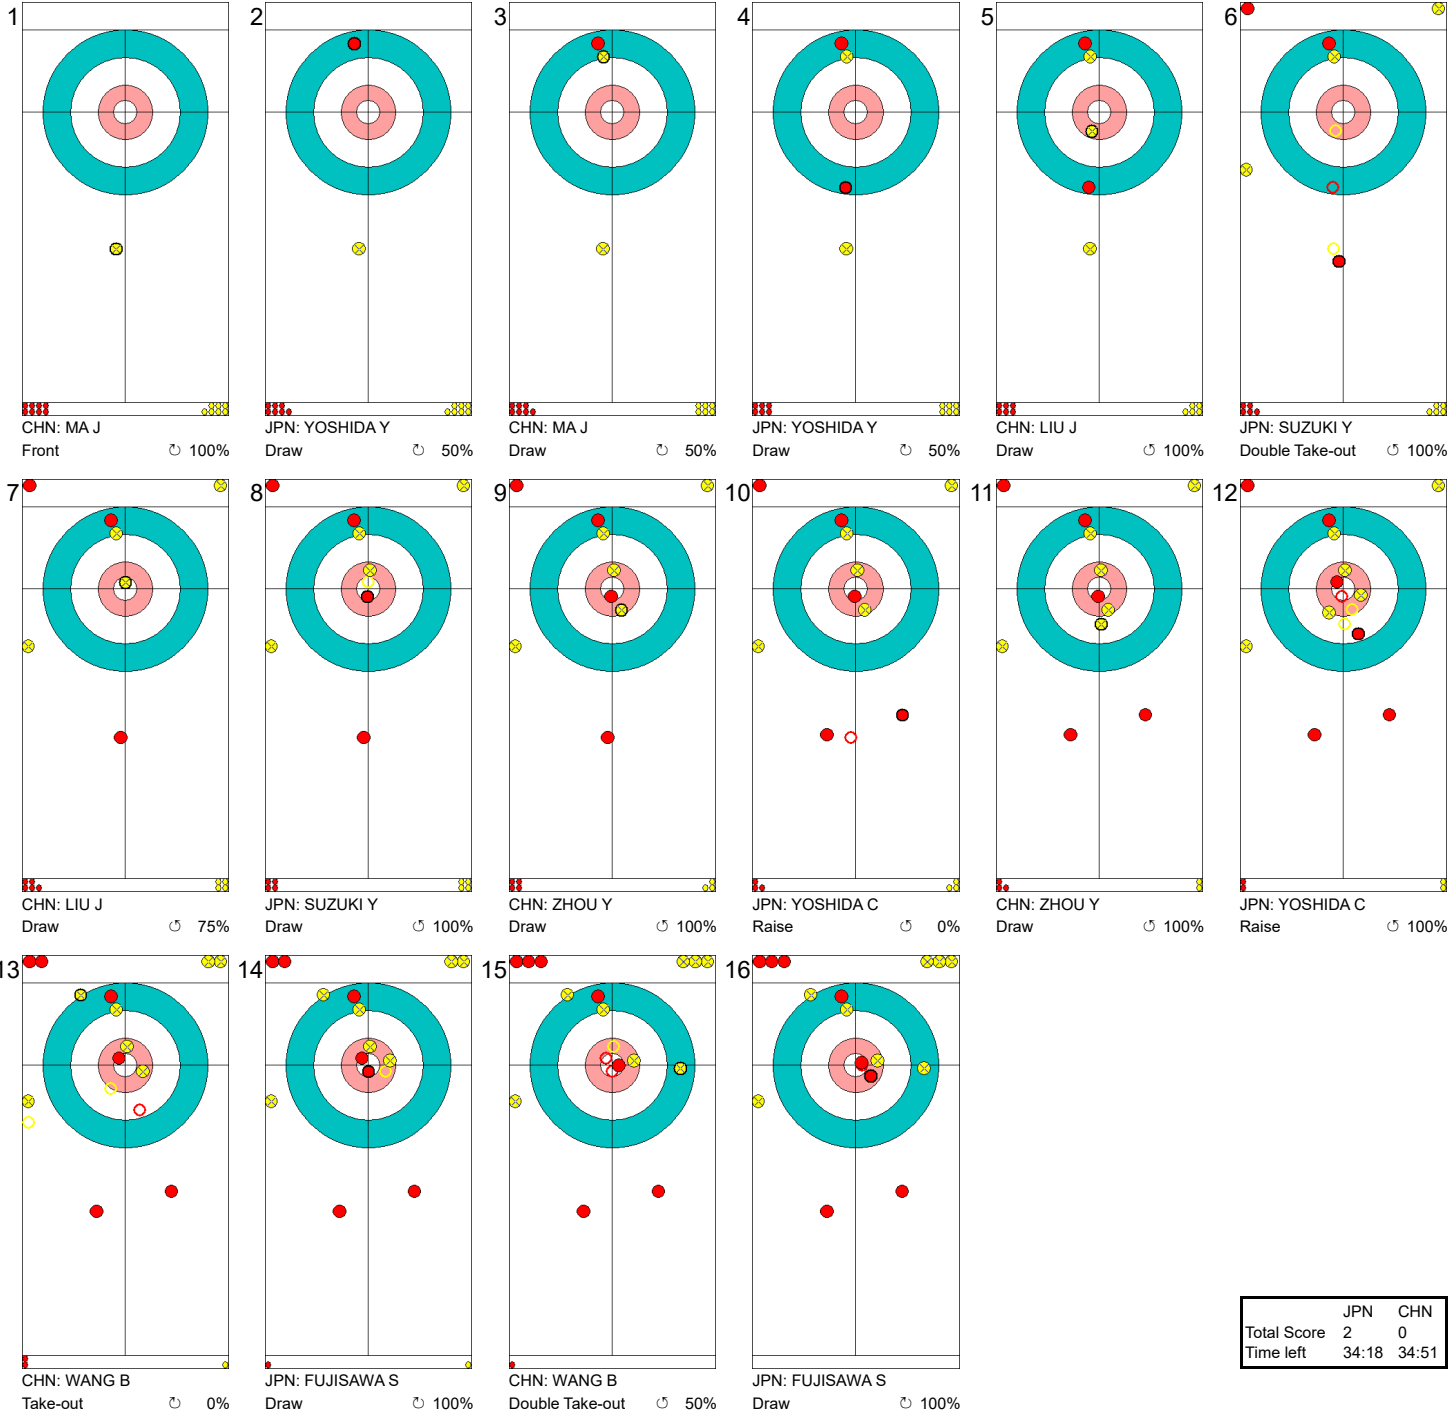 1 2 3 4 5 6
CHN: MA J JPN: YOSHIDA Y CHN: MA J JPN: YOSHIDA Y CHN: LIU J JPN: SUZUKI Y
Front ↻ 100% Draw ↻ 50% Draw ↻ 50% Draw ↻ 50% Draw ↺ 100% Double Take-out ↺ 100%
7 8 9 10 11 12
CHN: LIU J JPN: SUZUKI Y CHN: ZHOU Y JPN: YOSHIDA C CHN: ZHOU Y JPN: YOSHIDA C
Draw ↺ 75% Draw ↺ 100% Draw ↺ 100% Raise ↺ 0% Draw ↺ 100% Raise ↺ 100%
13 14 15 16
CHN: WANG B JPN: FUJISAWA S CHN: WANG B JPN: FUJISAWA S
Take-out ↻ 0% Draw ↻ 100% Double Take-out ↻ 50% Draw ↻ 100%
JPN CHN
Total Score 2 0
Time left 34:18 34:51